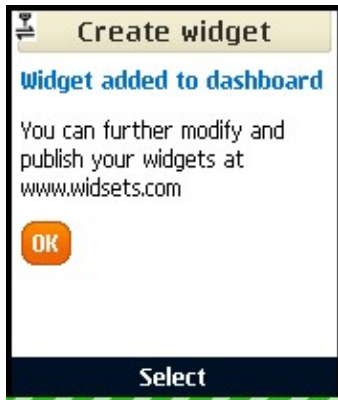 Create widget
Widget added to dashboard
You can further modify and
publish your widgets at
www.widsets.com
OK
Select